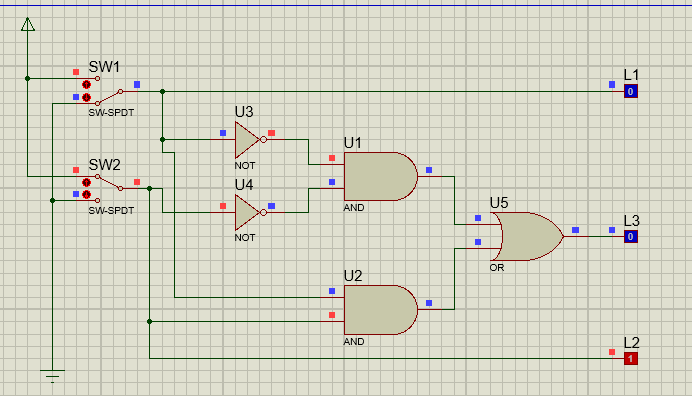 SW1
SW-SPDT
L1
0
U3
NOT
U1
AND
SW2
SW-SPDT
U4
NOT
U5
OR
L3
0
U2
AND
L2
1